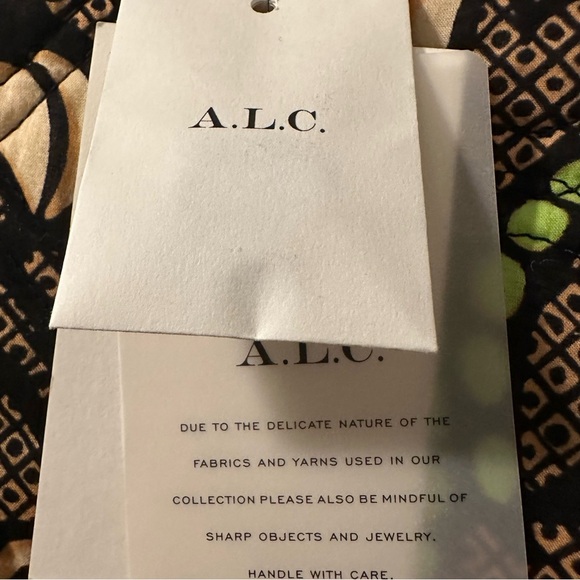 A.L.C.
A.L.C.
DUE TO THE DELICATE NATURE OF THE
FABRICS AND YARNS USED IN OUR
COLLECTION PLEASE ALSO BE MINDFUL OF
SHARP OBJECTS AND JEWELRY.
HANDLE WITH CARE.